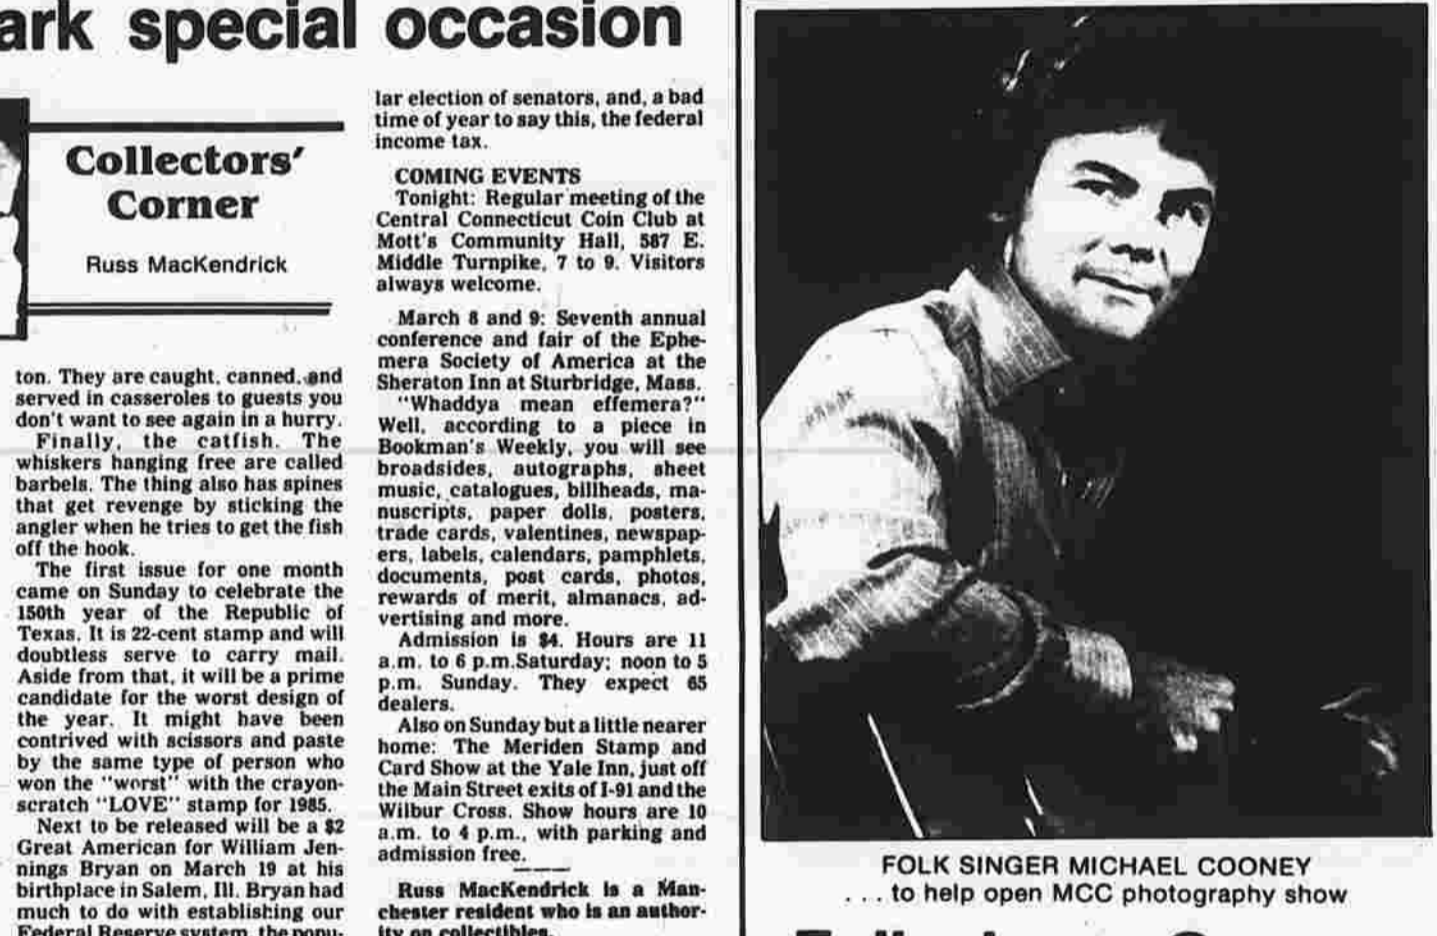 ark special occasion
Collectors'
Corner
Russ MacKendrick
ton. They are caught, canned, and
served in casseroles to guests you
don't want to see again in a hurry.
Finally, the catfish. The
whiskers hanging free are called
barbels. The thing also has spines
that get revenge by sticking the
angler when he tries to get the fish
off the hook.
The first issue for one month
came on Sunday to celebrate the
150th year of the Republic of
Texas. It is 22-cent stamp and will
doubtless serve to carry mail.
Aside from that, it will be a prime
candidate for the worst design of
the year. It might have been
contrived with scissors and paste
by the same type of person who
won the "worst" with the crayon-
scratch "LOVE" stamp for 1985.
Next to be released will be a $2
Great American for William Jen-
nings Bryan on March 19 at his
birthplace in Salem, Ill. Bryan had
much to do with establishing our
Federal Reserve system, the popu-
lar election of senators, and, a bad
time of year to say this, the federal
income tax.
COMING EVENTS
Tonight: Regular meeting of the
Central Connecticut Coin Club at
Mott's Community Hall, 587 E.
Middle Turnpike, 7 to 9. Visitors
always welcome.
March 8 and 9: Seventh annual
conference and fair of the Ephe-
mera Society of America at the
Sheraton Inn at Sturbridge, Mass.
"Whaddya mean effemera?"
Well, according to a piece in
Bookman's Weekly, you will see
broadsides, autographs, sheet
music, catalogues, billheads, ma-
nuscripts, paper dolls, posters,
trade cards, valentines, newspap-
ers, labels, calendars, pamphlets,
documents, post cards, photos,
rewards of merit, almanacs, ad-
vertising and more.
Admission is $4. Hours are 11
a.m. to 6 p.m.Saturday; noon to 5
p.m. Sunday. They expect 65
dealers.
Also on Sunday but a little nearer
home: The Meriden Stamp and
Card Show at the Yale Inn, just off
the Main Street exits of I-91 and the
Wilbur Cross. Show hours are 10
a.m. to 4 p.m., with parking and
admission free.
Russ MacKendrick is a Man-
chester resident who is an author-
ity on collectibles.
FOLK SINGER MICHAEL COONEY
. . . to help open MCC photography show